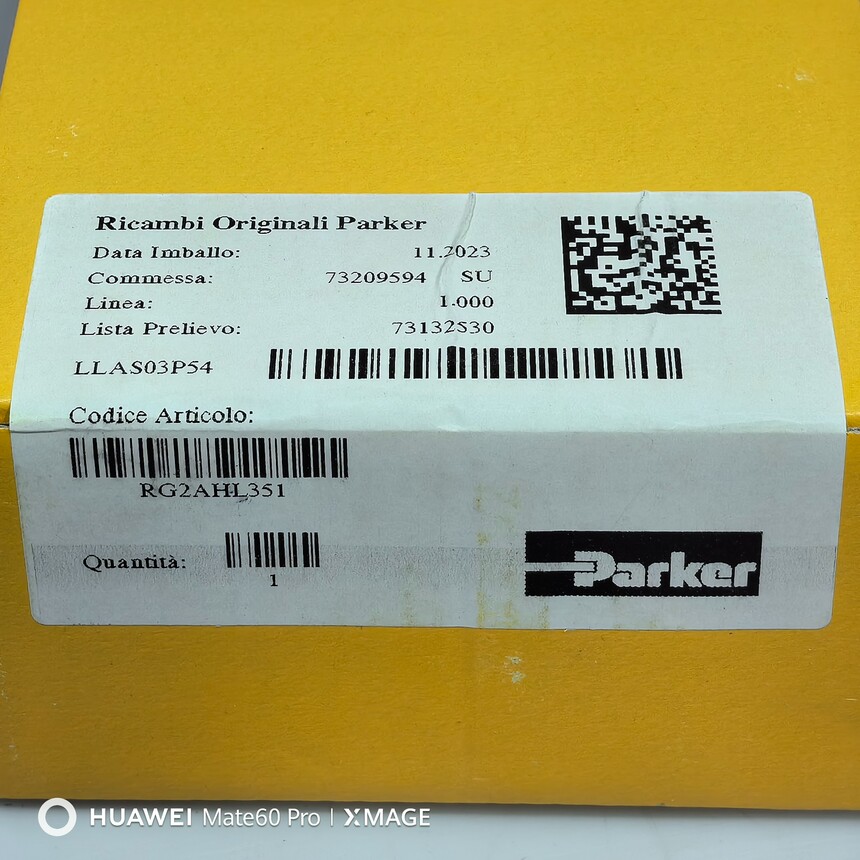 Ricambi Originali Parker
Data Imballo: 11.2023
Commessa: 73209594 SU
Linea: 1.000
Lista Prelievo: 73132S30
LLAS03P54
Codice Articolo:
RG2AHL351
Quantità:
1
Parker
HUAWEI Mate60 Pro | XMAGE